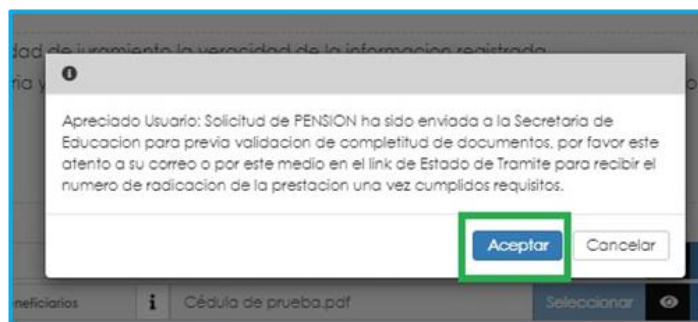 dad de juramento la veracidad de la informacion registrada
ria y
Apreciado Usuario: Solicitud de PENSION ha sido enviada a la Secretaria de
Educacion para previa validacion de completitud de documentos, por favor este
atento a su correo o por este medio en el link de Estado de Tramite para recibir el
numero de radicacion de la prestacion una vez cumplidos requisitos.
Aceptar Cancelar
neficiarios i Cédula de prueba.pdf Seleccionar